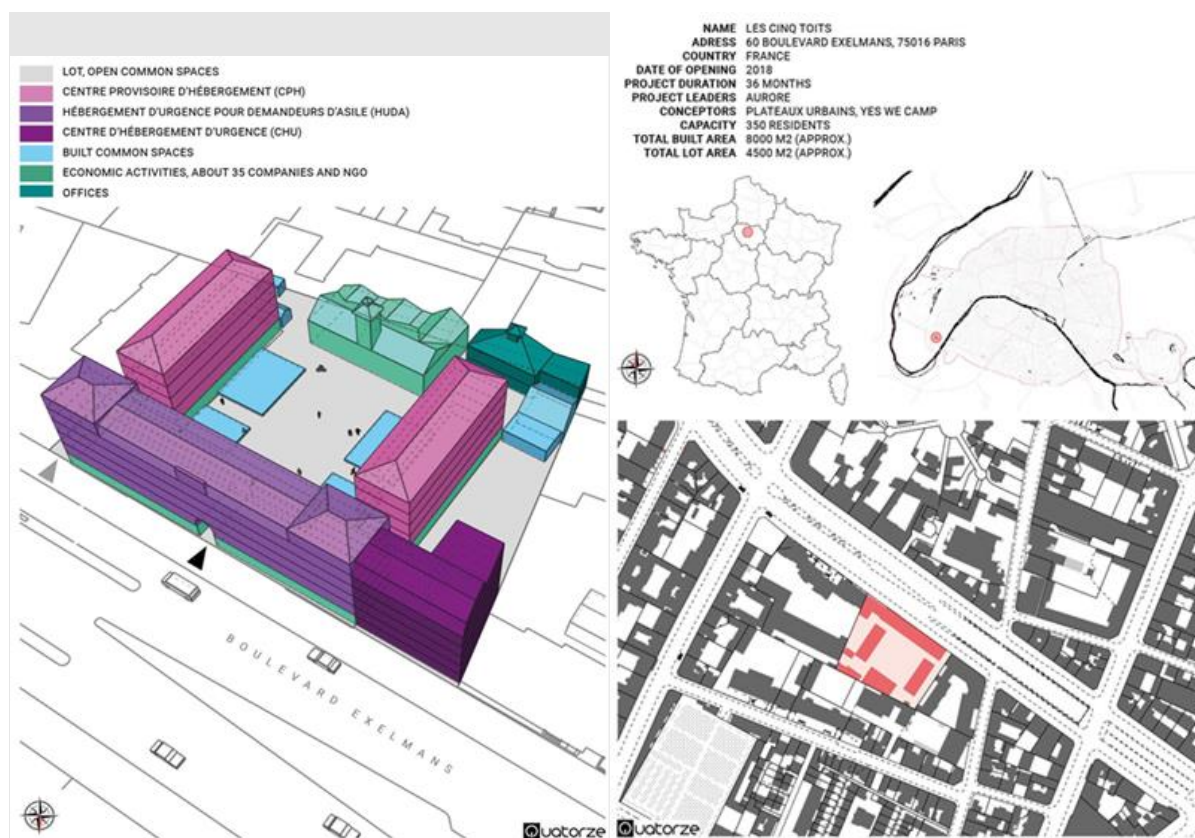 LOT, OPEN COMMON SPACES
CENTRE PROVISOIRE D'HÉBERGEMENT (CPH)
HÉBERGEMENT D'URGENCE POUR DEMANDEURS D'ASILE (HUDA)
CENTRE D'HÉBERGEMENT D'URGENCE (CHU)
BUILT COMMON SPACES
ECONOMIC ACTIVITIES, ABOUT 35 COMPANIES AND NGO
OFFICES
BOULEVARD EXELMANS
Quatorze
NAME LES CINQ TOITS
ADRESS 60 BOULEVARD EXELMANS, 75016 PARIS
COUNTRY FRANCE
DATE OF OPENING 2018
PROJECT DURATION 36 MONTHS
PROJECT LEADERS AURORE
CONCEPTORS PLATEAUX URBAINS, YES WE CAMP
CAPACITY 350 RESIDENTS
TOTAL BUILT AREA 8000 M2 (APPROX.)
TOTAL LOT AREA 4500 M2 (APPROX.)
Quatorze